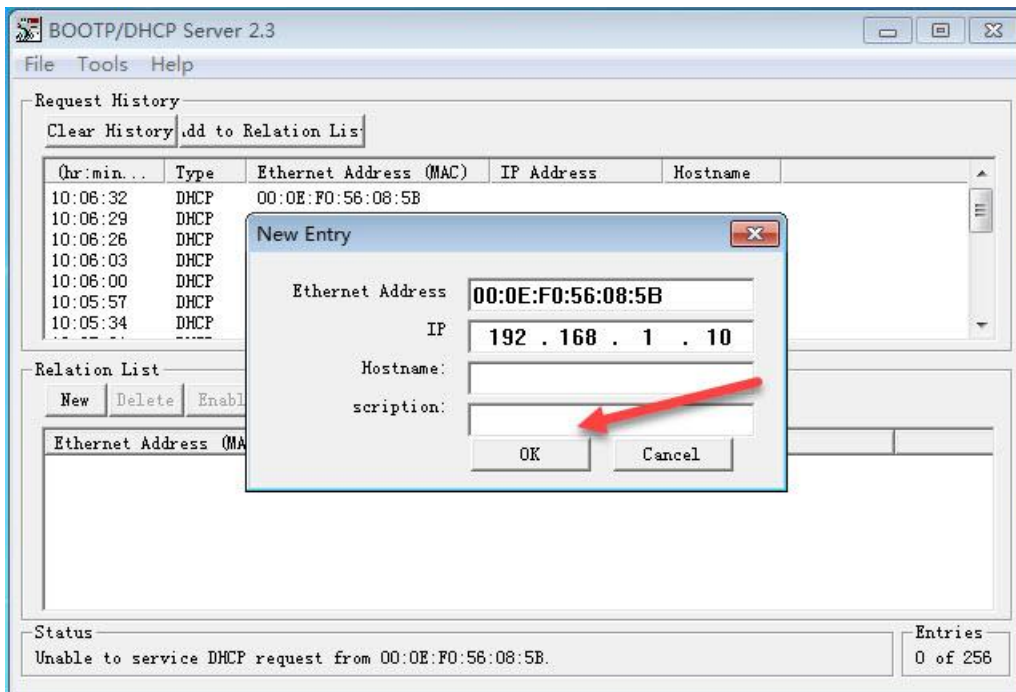 BOOTP/DHCP Server 2.3
File Tools Help
Request History
Clear History dd to Relation Lis
(hr:min... Type Ethernet Address (MAC) IP Address Hostname
10:06:32 DHCP 00:0E:F0:56:08:5B
10:06:29 DHCP
10:06:26 DHCP
10:06:03 DHCP
10:06:00 DHCP
10:05:57 DHCP
10:05:34 DHCP
New Entry
Ethernet Address 00:0E:F0:56:08:5B
IP 192 . 168 . 1 . 10
Hostname:
scription:
OK Cancel
Relation List
New Delete Enabl
Ethernet Address (MA
Status
Unable to service DHCP request from 00:0E:F0:56:08:5B.
Entries
0 of 256